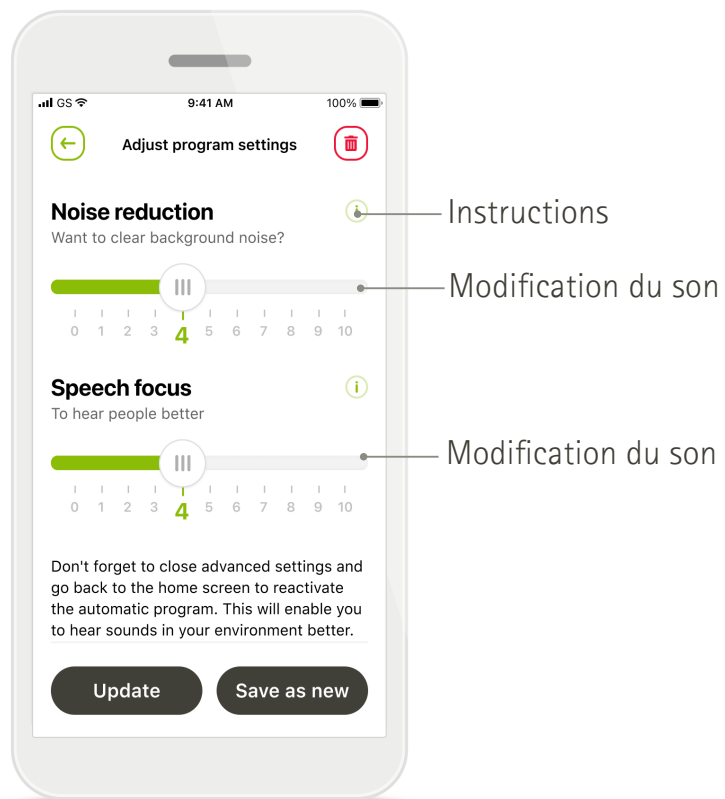 GS 9:41 AM 100%
Adjust program settings
Noise reduction
Instructions
Want to clear background noise?
Modification du son
0 1 2 3 4 5 6 7 8 9 10
Speech focus
To hear people better
Modification du son
0 1 2 3 4 5 6 7 8 9 10
Don't forget to close advanced settings and
go back to the home screen to reactivate
the automatic program. This will enable you
to hear sounds in your environment better.
Update Save as new